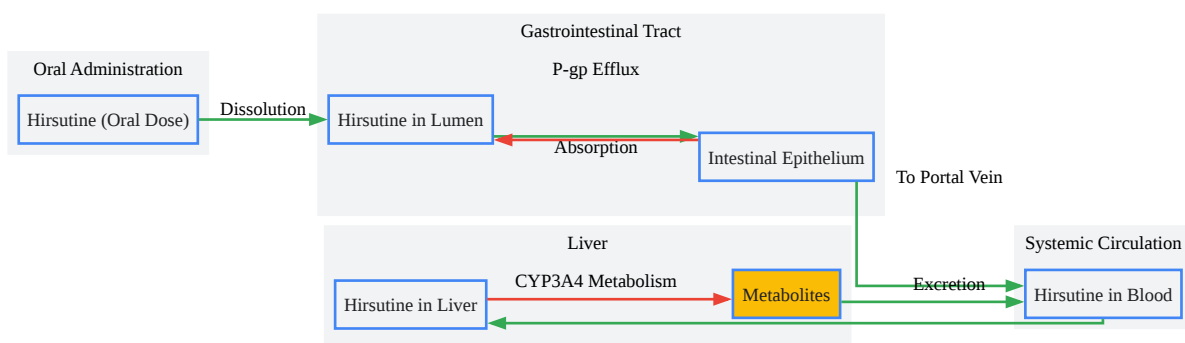 Gastrointestinal Tract
Oral Administration
P-gp Efflux
Hirsutine (Oral Dose)
Dissolution
Hirsutine in Lumen
Absorption
Intestinal Epithelium
To Portal Vein
Liver
Systemic Circulation
CYP3A4 Metabolism
Hirsutine in Liver
Metabolites
Excretion
Hirsutine in Blood